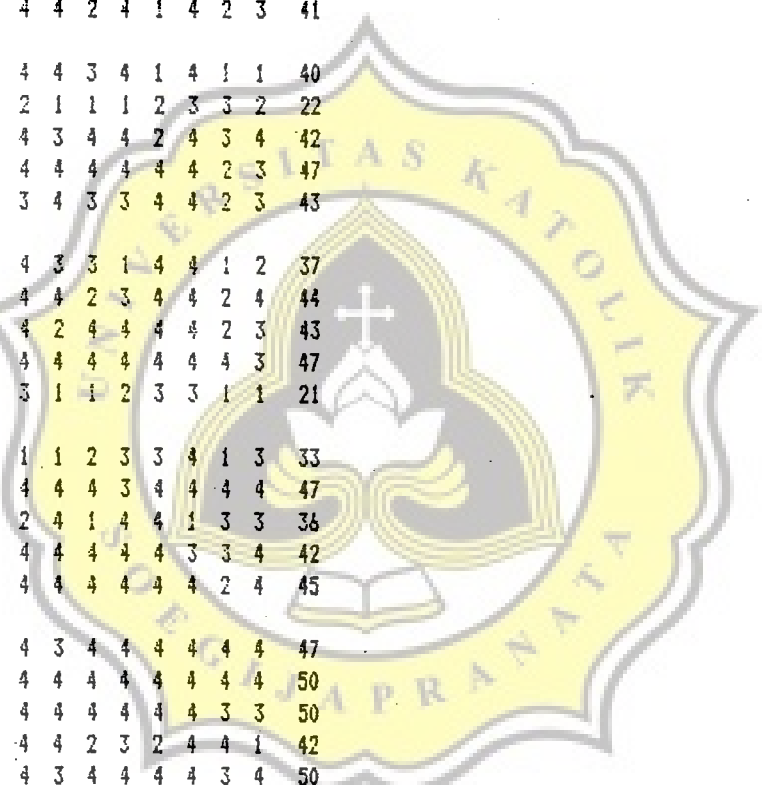 4 4 2 4 1 4 2 3 41
4 4 3 4 1 4 1 1 40
2 1 1 1 2 3 3 2 22
4 3 4 4 2 4 3 4 42
4 4 4 4 4 4 2 3 47
3 4 3 3 4 4 2 3 43
4 3 3 1 4 4 1 2 37
4 4 2 3 4 4 2 4 44
4 2 4 4 4 4 2 3 43
4 4 4 4 4 4 4 3 47
3 1 1 2 3 3 1 1 21
1 1 2 3 3 4 1 3 33
4 4 4 3 4 4 4 4 47
2 4 1 4 4 1 3 3 36
4 4 4 4 4 3 3 4 42
4 4 4 4 4 4 2 4 45
4 3 4 4 4 4 4 4 47
4 4 4 4 4 4 4 4 50
4 4 4 4 4 4 3 3 50
4 4 2 3 2 4 4 1 42
4 3 4 4 4 4 3 4 50
UNIVERSITAS KATOLIK
SOEGIJAPRANATA